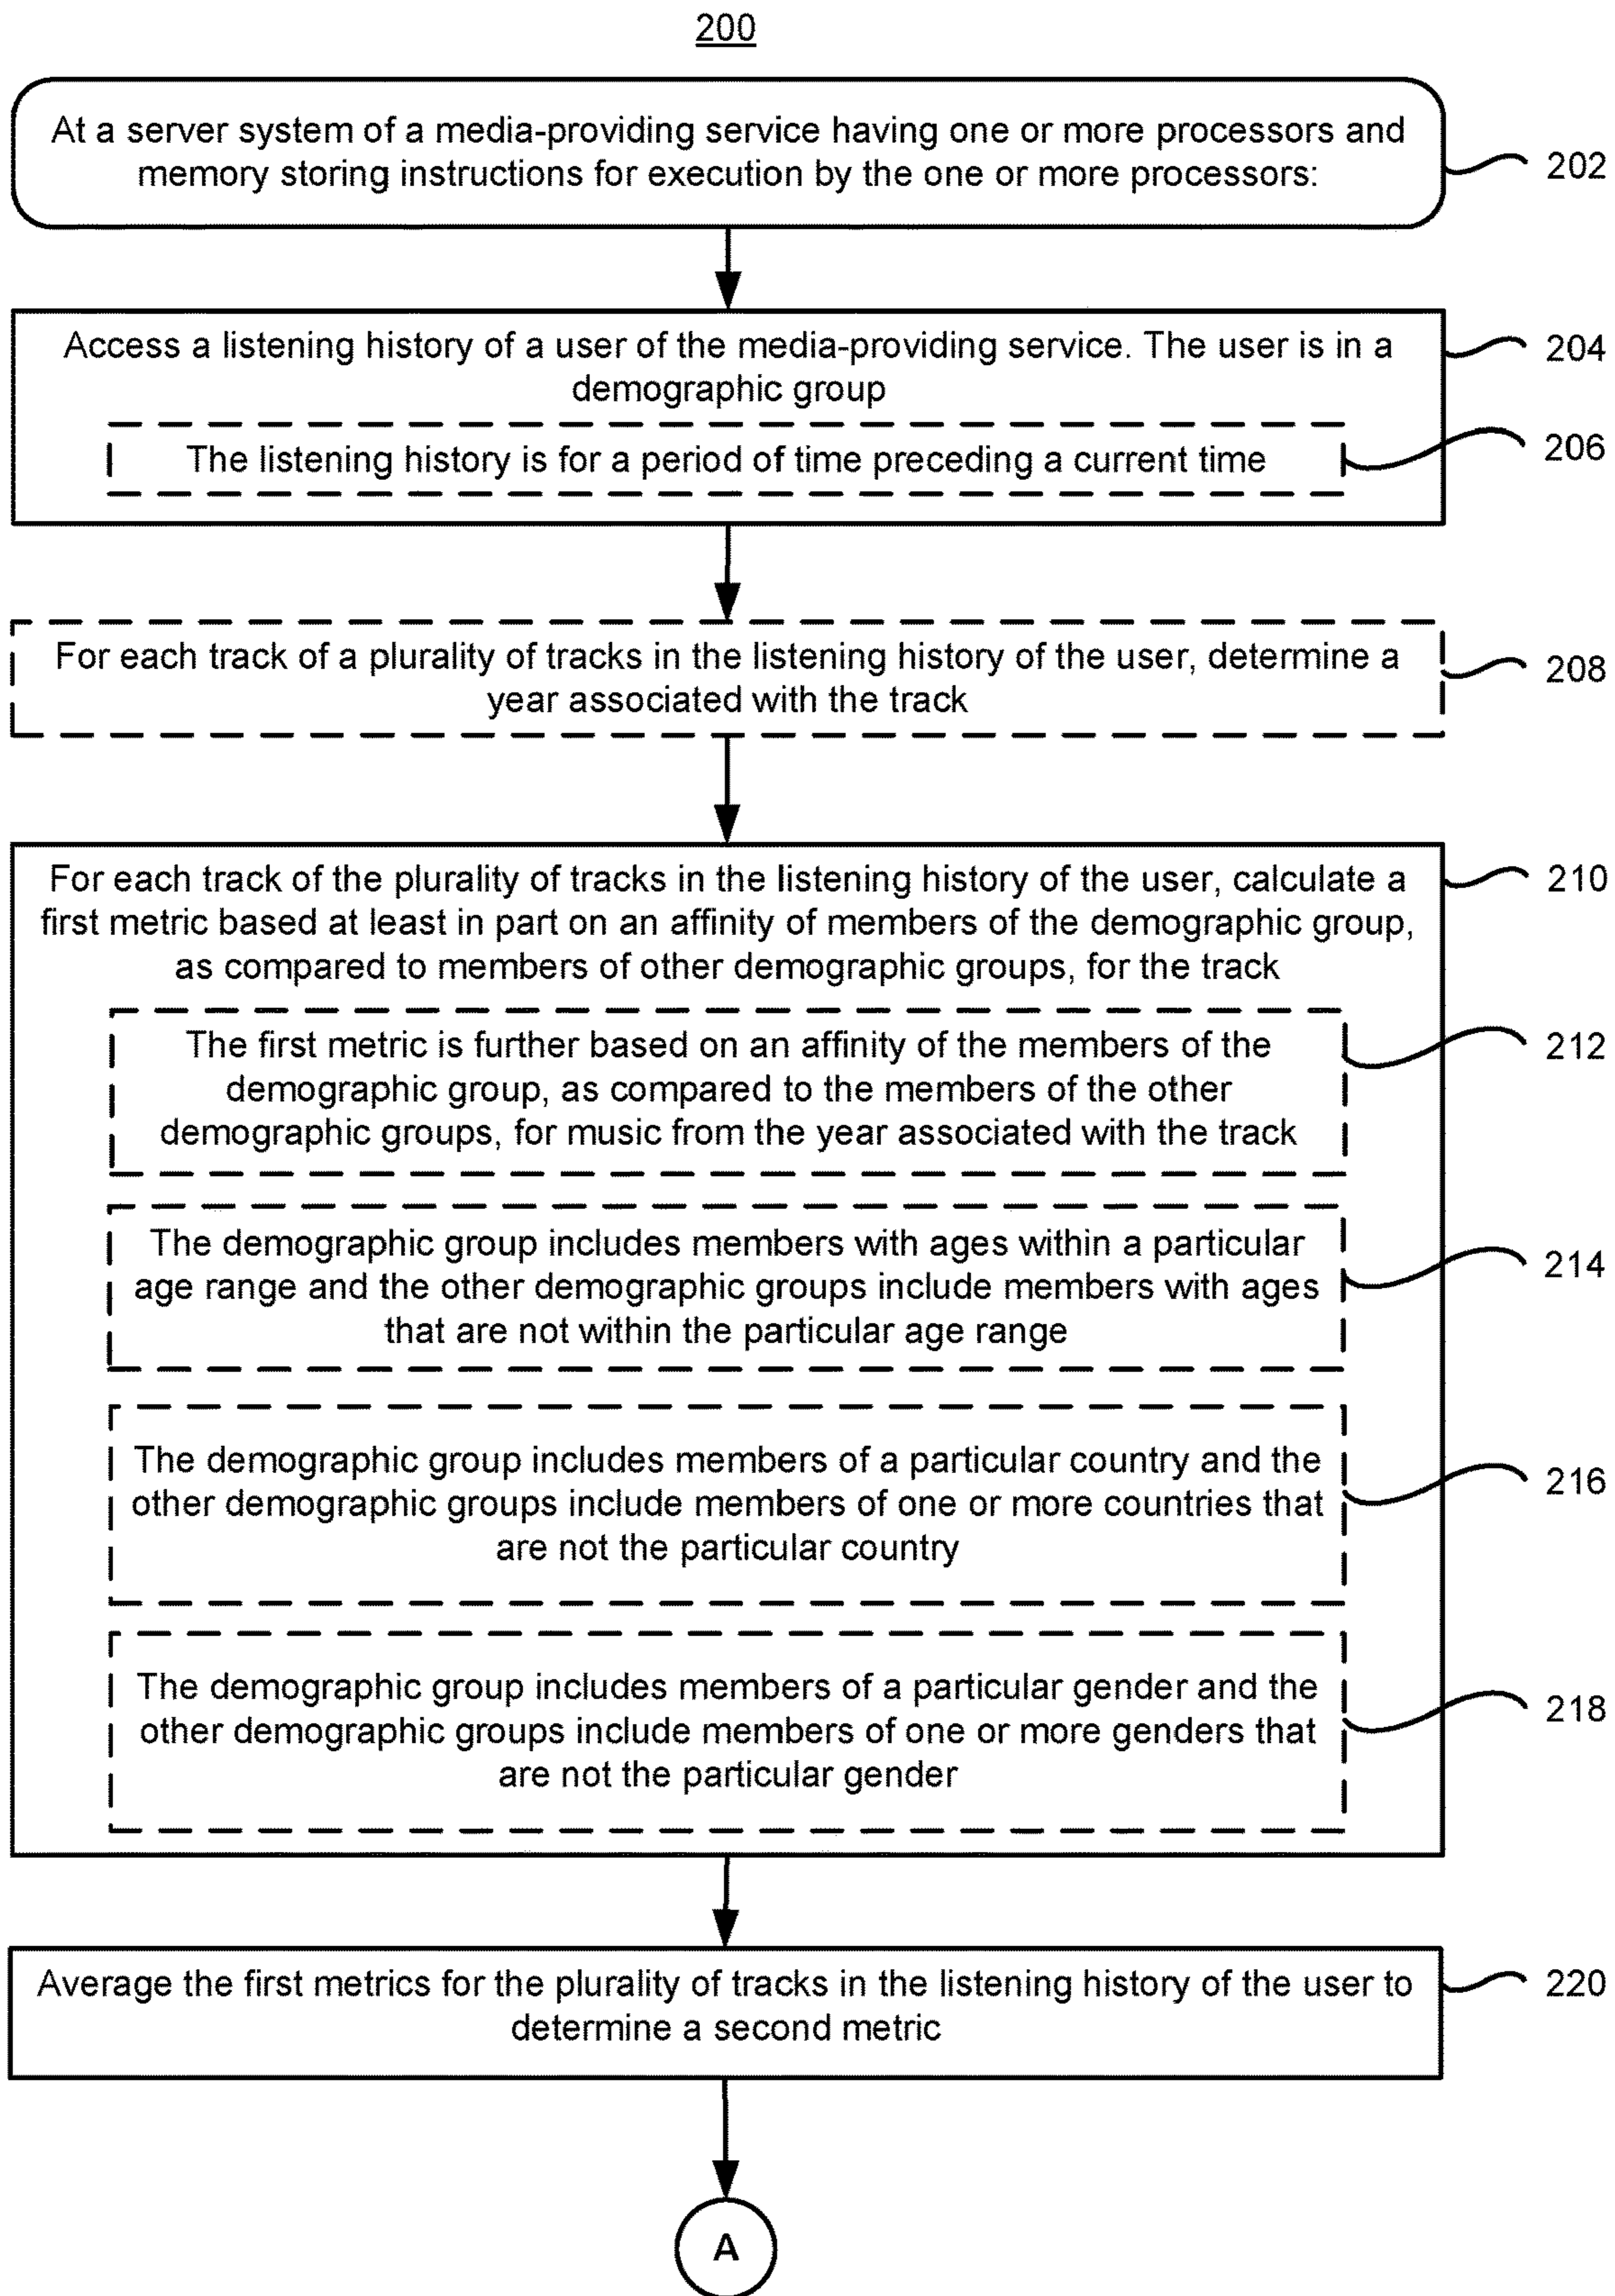 200
At a server system of a media-providing service having one or more processors and
memory storing instructions for execution by the one or more processors:
202
Access a listening history of a user of the media-providing service. The user is in a
demographic group
204
The listening history is for a period of time preceding a current time
206
For each track of a plurality of tracks in the listening history of the user, determine a
year associated with the track
208
For each track of the plurality of tracks in the listening history of the user, calculate a
first metric based at least in part on an affinity of members of the demographic group,
as compared to members of other demographic groups, for the track
210
The first metric is further based on an affinity of the members of the
demographic group, as compared to the members of the other
demographic groups, for music from the year associated with the track
212
The demographic group includes members with ages within a particular
age range and the other demographic groups include members with ages
that are not within the particular age range
214
The demographic group includes members of a particular country and the
other demographic groups include members of one or more countries that
are not the particular country
216
The demographic group includes members of a particular gender and the
other demographic groups include members of one or more genders that
are not the particular gender
218
Average the first metrics for the plurality of tracks in the listening history of the user to
determine a second metric
220
A